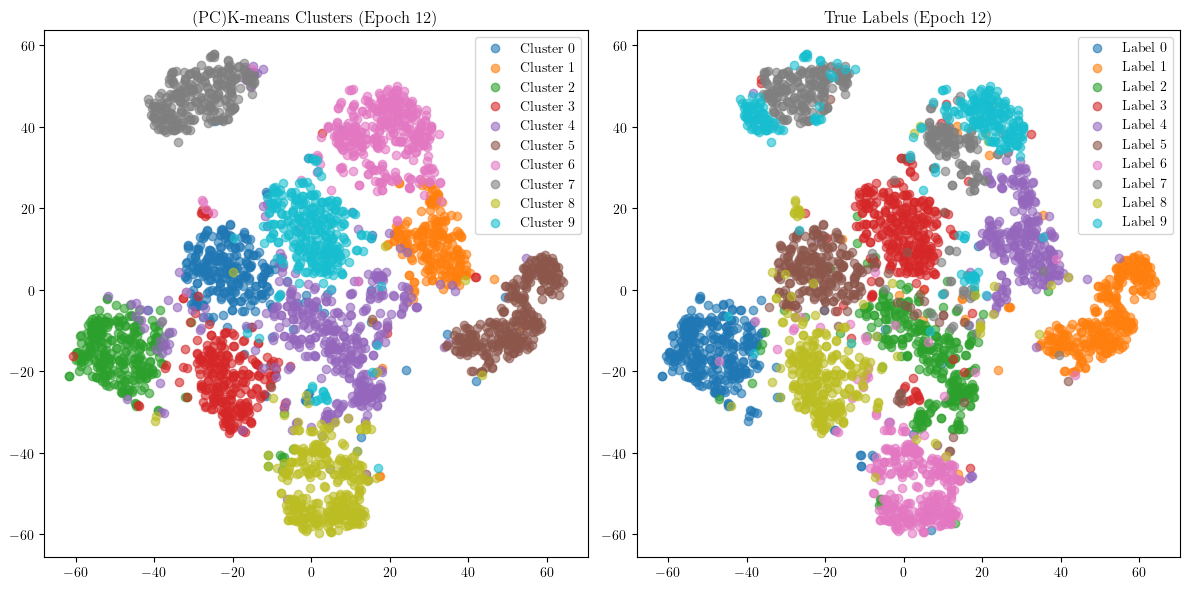 (PC)K-means Clusters (Epoch 12)
60
40
20
0
−20
−40
−60
−60
−40
−20
0
20
40
60
Cluster 0
Cluster 1
Cluster 2
Cluster 3
Cluster 4
Cluster 5
Cluster 6
Cluster 7
Cluster 8
Cluster 9
True Labels (Epoch 12)
60
40
20
0
−20
−40
−60
−60
−40
−20
0
20
40
60
Label 0
Label 1
Label 2
Label 3
Label 4
Label 5
Label 6
Label 7
Label 8
Label 9